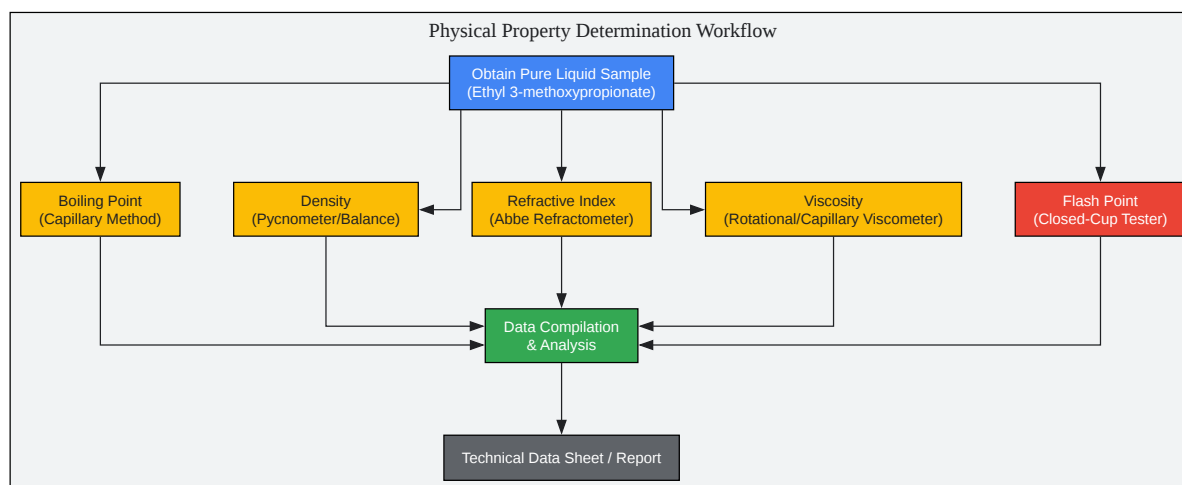 Physical Property Determination Workflow
Obtain Pure Liquid Sample
(Ethyl 3-methoxypropionate)
Boiling Point
(Capillary Method)
Density
(Pycnometer/Balance)
Refractive Index
(Abbe Refractometer)
Viscosity
(Rotational/Capillary Viscometer)
Flash Point
(Closed-Cup Tester)
Data Compilation
& Analysis
Technical Data Sheet / Report